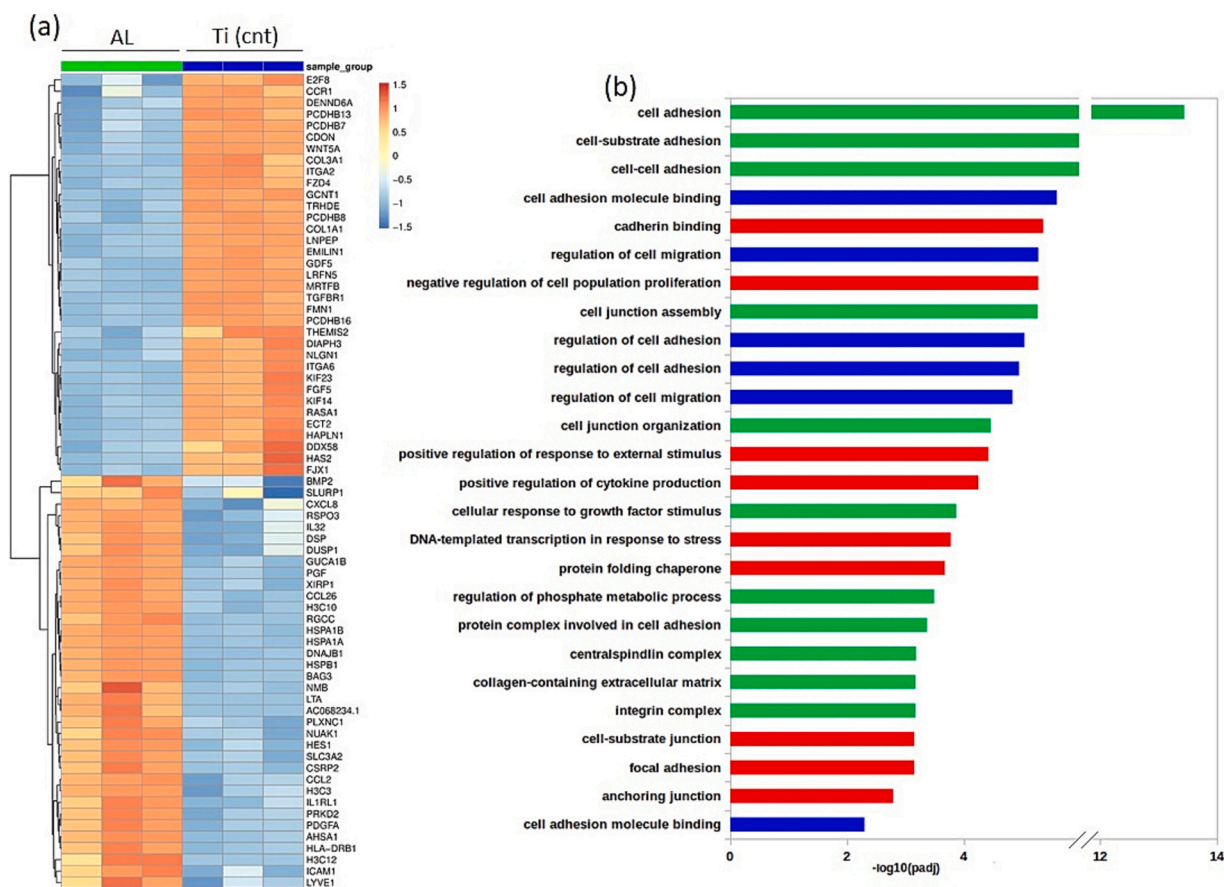 (a)
AL
Ti (cnt)
sample_group
E2F8
CCR1
DENND6A
PCDHB13
PCDHB7
CDON
WNT5A
COL3A1
ITGA2
FZD4
GCNT1
TRHDE
PCDHB8
COL1A1
LNPEP
EMILIN1
GDF5
LRFN5
MRTFB
TGFBR1
FMN1
PCDHB16
THEMIS2
DIAPH3
NLGN1
ITGA6
KIF23
FGF5
KIF14
RASA1
ECT2
HAPLN1
DDX58
HAS2
FJX1
BMP2
SLURP1
CXCL8
RSPO3
IL32
DSP
DUSP1
GUCA1B
PGF
XIRP1
CCL26
H3C10
RGCC
HSPA1B
HSPA1A
DNAJB1
HSPB1
BAG3
NMB
LTA
AC068234.1
PLXNC1
NUAK1
HES1
SLC3A2
CSRP2
CCL2
H3C3
IL1RL1
PRKD2
PDGFA
AHSA1
HLA-DRB1
H3C12
ICAM1
LYVE1
1.5
1
0.5
0
−0.5
−1
−1.5
(b)
cell adhesion
cell-substrate adhesion
cell-cell adhesion
cell adhesion molecule binding
cadherin binding
regulation of cell migration
negative regulation of cell population proliferation
cell junction assembly
regulation of cell adhesion
regulation of cell adhesion
regulation of cell migration
cell junction organization
positive regulation of response to external stimulus
positive regulation of cytokine production
cellular response to growth factor stimulus
DNA-templated transcription in response to stress
protein folding chaperone
regulation of phosphate metabolic process
protein complex involved in cell adhesion
centralspindlin complex
collagen-containing extracellular matrix
integrin complex
cell-substrate junction
focal adhesion
anchoring junction
cell adhesion molecule binding
0 2 4 // 12 14
-log10(padj)